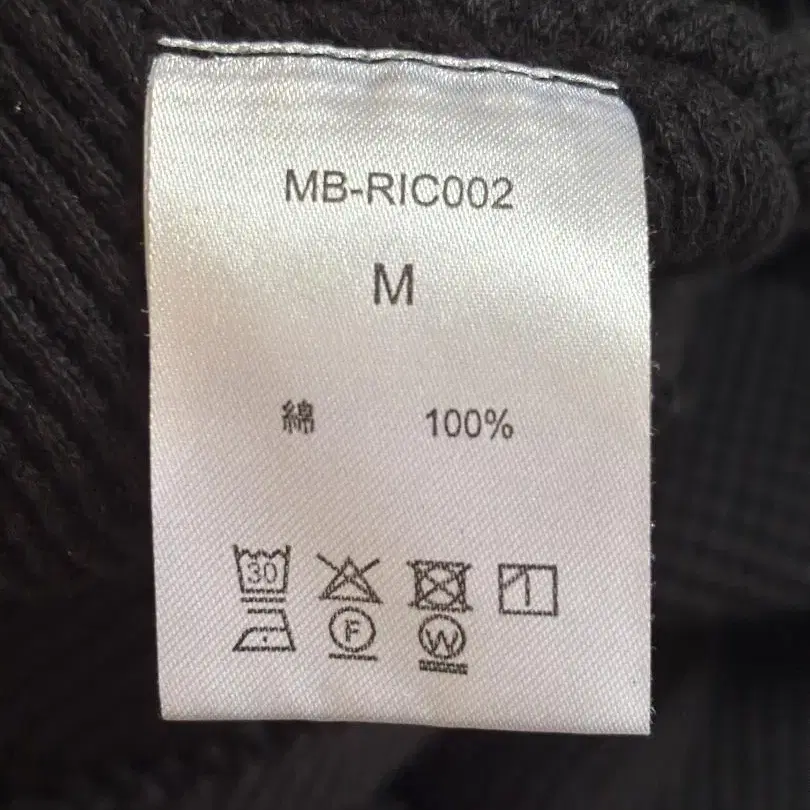 MB-RIC002
M
綿 100%
30
F W